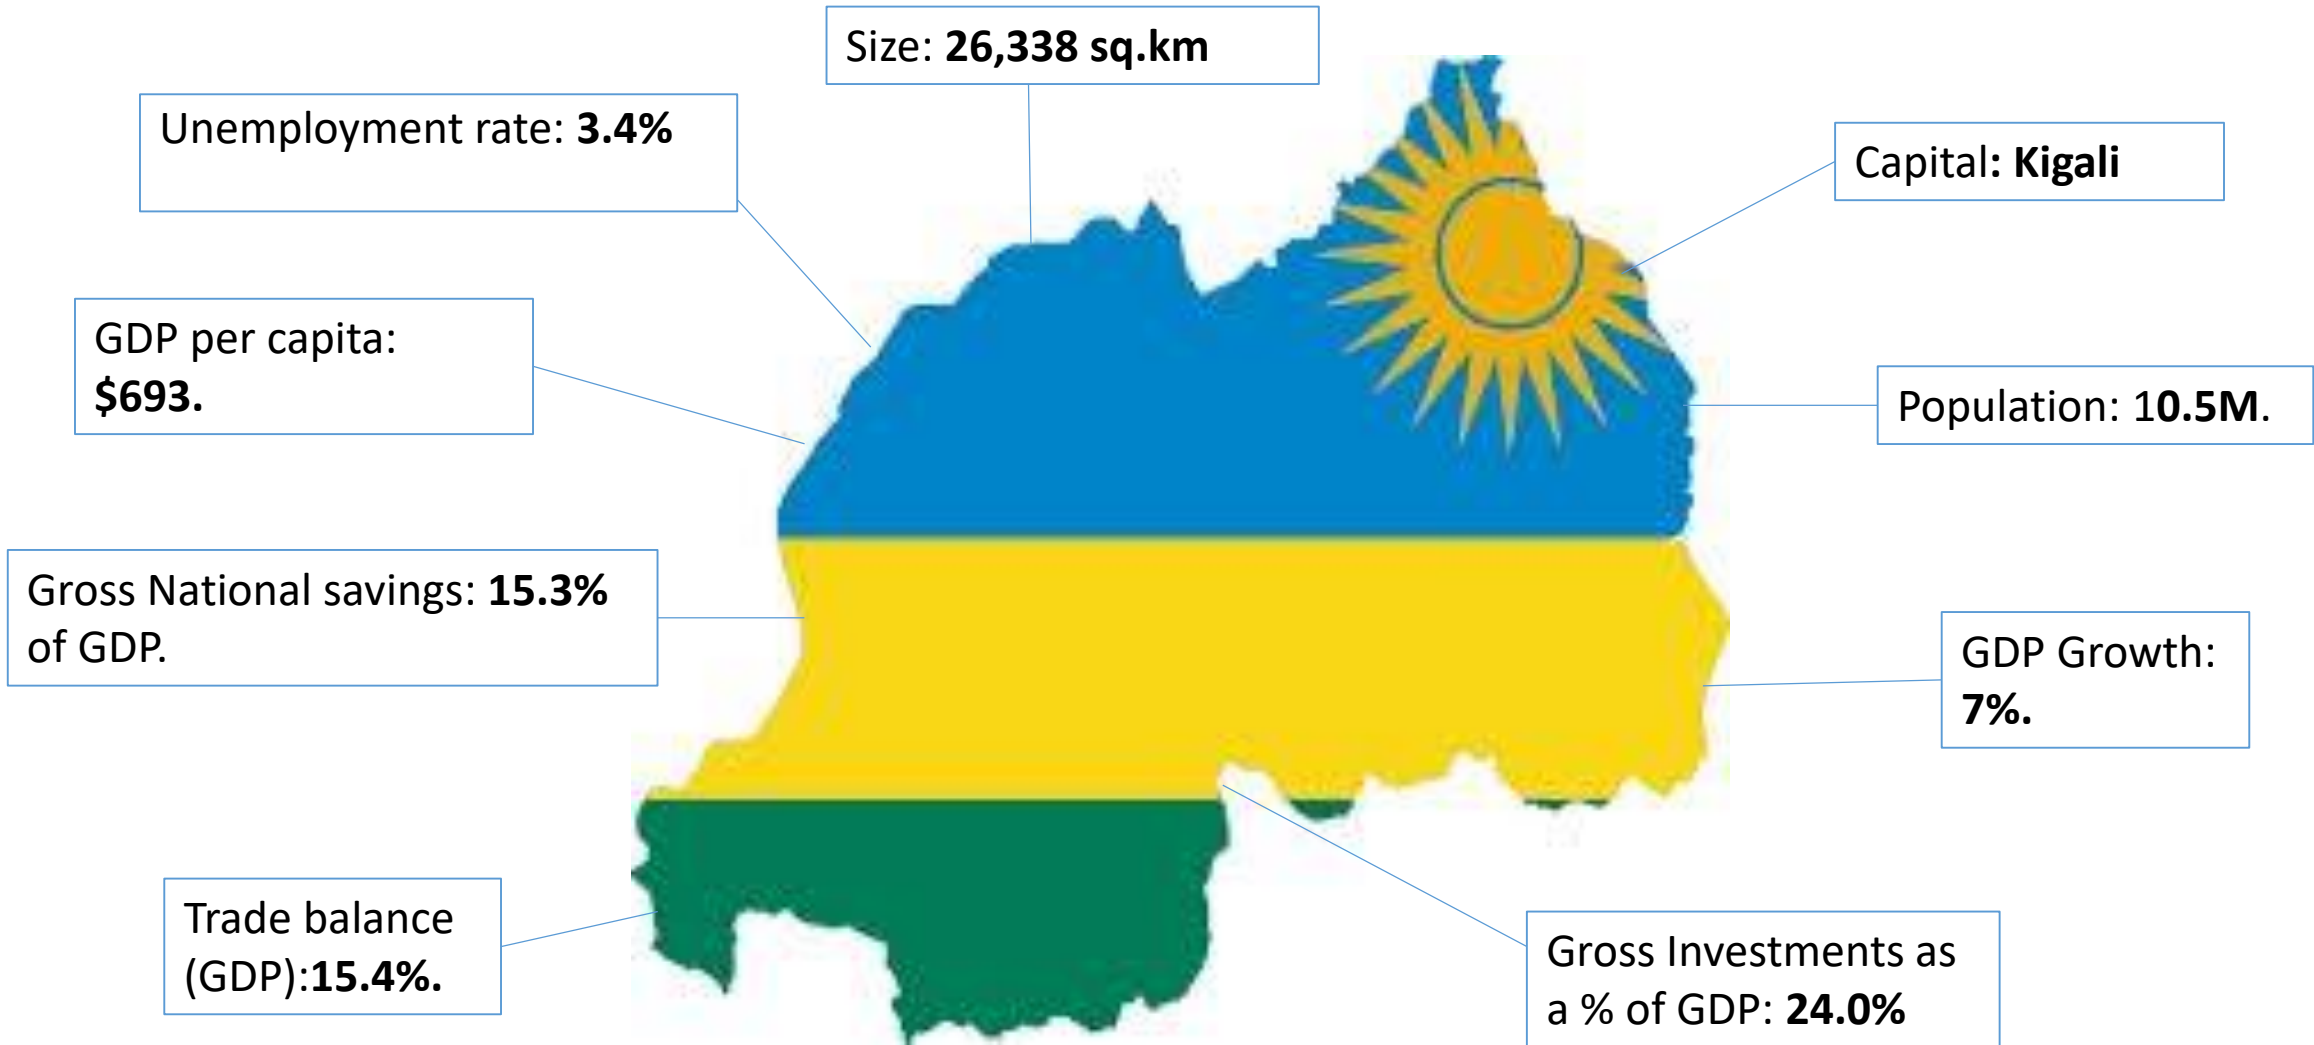 Size: 26,338 sq.km
Unemployment rate: 3.4%
Capital: Kigali
GDP per capita:
$693.
Population: 10.5M.
Gross National savings: 15.3%
of GDP.
GDP Growth:
7%.
Trade balance
(GDP):15.4%.
Gross Investments as
a % of GDP: 24.0%